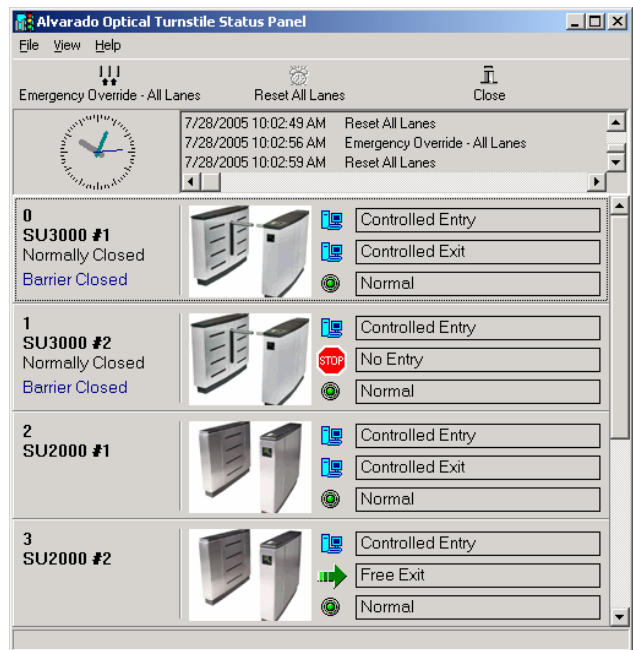 Alvarado Optical Turnstile Status Panel
File View Help
Emergency Override - All Lanes Reset All Lanes Close
7/28/2005 10:02:49 AM Reset All Lanes
7/28/2005 10:02:56 AM Emergency Override - All Lanes
7/28/2005 10:02:59 AM Reset All Lanes
0
SU3000 #1
Normally Closed
Barrier Closed
Controlled Entry
Controlled Exit
Normal
1
SU3000 #2
Normally Closed
Barrier Closed
Controlled Entry
STOP No Entry
Normal
2
SU2000 #1
Controlled Entry
Controlled Exit
Normal
3
SU2000 #2
Controlled Entry
Free Exit
Normal